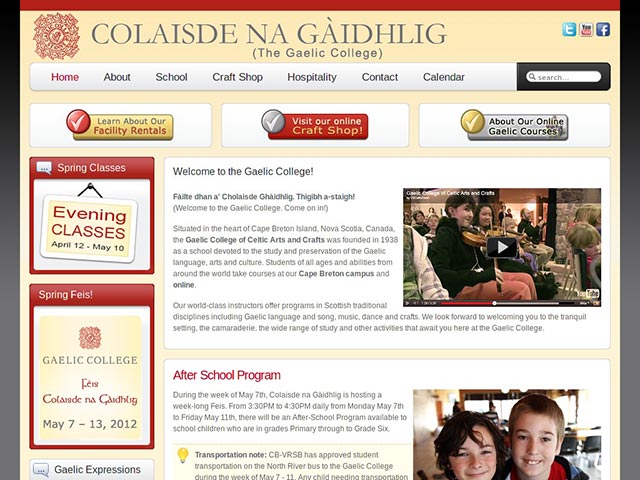 COLAISDE NA GÀIDHLIG
(The Gaelic College)
Home About School Craft Shop Hospitality Contact Calendar
search...
Learn About Our
Facility Rentals
Visit our online
Craft Shop!
About Our Online
Gaelic Courses
Spring Classes
Evening
CLASSES
April 12 - May 10
Spring Feis!
GAELIC COLLEGE
Féis
Colaisde na Gàidhlig
May 7 – 13, 2012
Gaelic Expressions
Welcome to the Gaelic College!
Fàilte dhan a' Cholaisde Ghàidhlig. Thigibh a-staigh!
(Welcome to the Gaelic College. Come on in!)
Situated in the heart of Cape Breton Island, Nova Scotia, Canada,
the Gaelic College of Celtic Arts and Crafts was founded in 1938
as a school devoted to the study and preservation of the Gaelic
language, arts and culture. Students of all ages and abilities from
around the world take courses at our Cape Breton campus and
online.
Gaelic College of Celtic Arts and Crafts
YouTube
Our world-class instructors offer programs in Scottish traditional
disciplines including Gaelic language and song, music, dance and crafts. We look forward to welcoming you to the tranquil
setting, the camaraderie, the wide range of study and other activities that await you here at the Gaelic College.
After School Program
During the week of May 7th, Colaisde na Gàidhlig is hosting a
week-long Feis. From 3:30PM to 4:30PM daily from Monday May 7th
to Friday May 11th, there will be an After-School Program available to
school children who are in grades Primary through to Grade Six.
Transportation note: CB-VRSB has approved student
transportation on the North River bus to the Gaelic College
during the week of May 7 - 11. Any child needing transportation